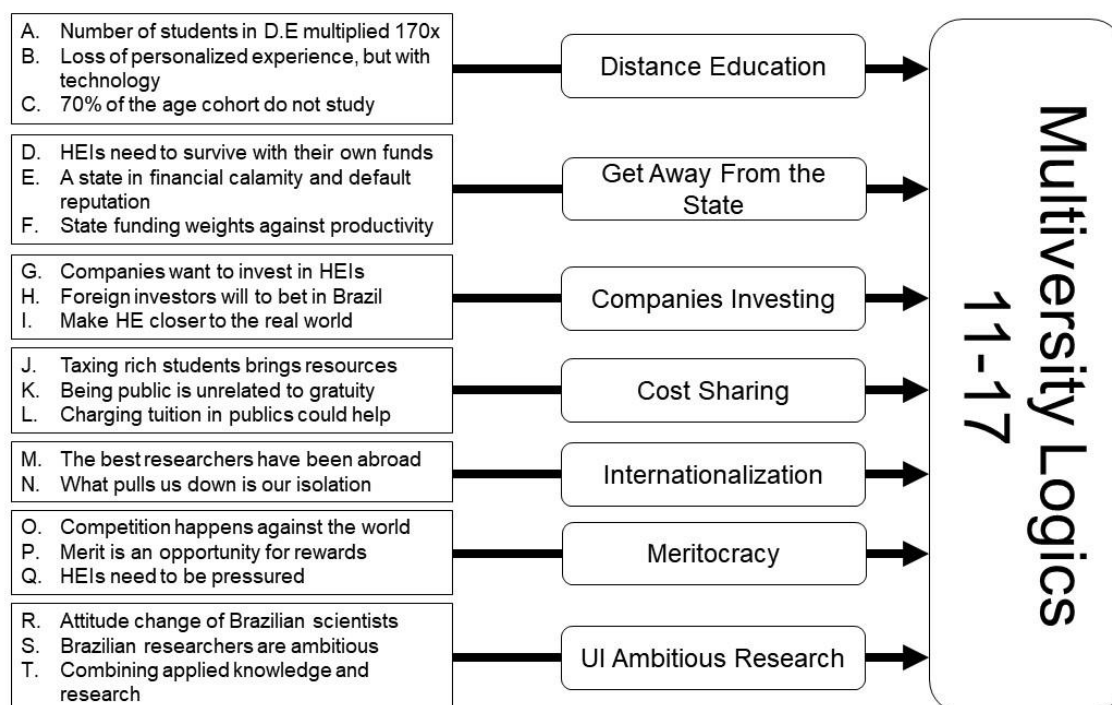 A. Number of students in D.E multiplied 170x
B. Loss of personalized experience, but with
technology
C. 70% of the age cohort do not study
Distance Education
D. HEIs need to survive with their own funds
E. A state in financial calamity and default
reputation
F. State funding weights against productivity
Get Away From the
State
G. Companies want to invest in HEIs
H. Foreign investors will to bet in Brazil
I. Make HE closer to the real world
Companies Investing
J. Taxing rich students brings resources
K. Being public is unrelated to gratuity
L. Charging tuition in publics could help
Cost Sharing
M. The best researchers have been abroad
N. What pulls us down is our isolation
Internationalization
O. Competition happens against the world
P. Merit is an opportunity for rewards
Q. HEIs need to be pressured
Meritocracy
R. Attitude change of Brazilian scientists
S. Brazilian researchers are ambitious
T. Combining applied knowledge and
research
UI Ambitious Research
Multiversity Logics
11-17